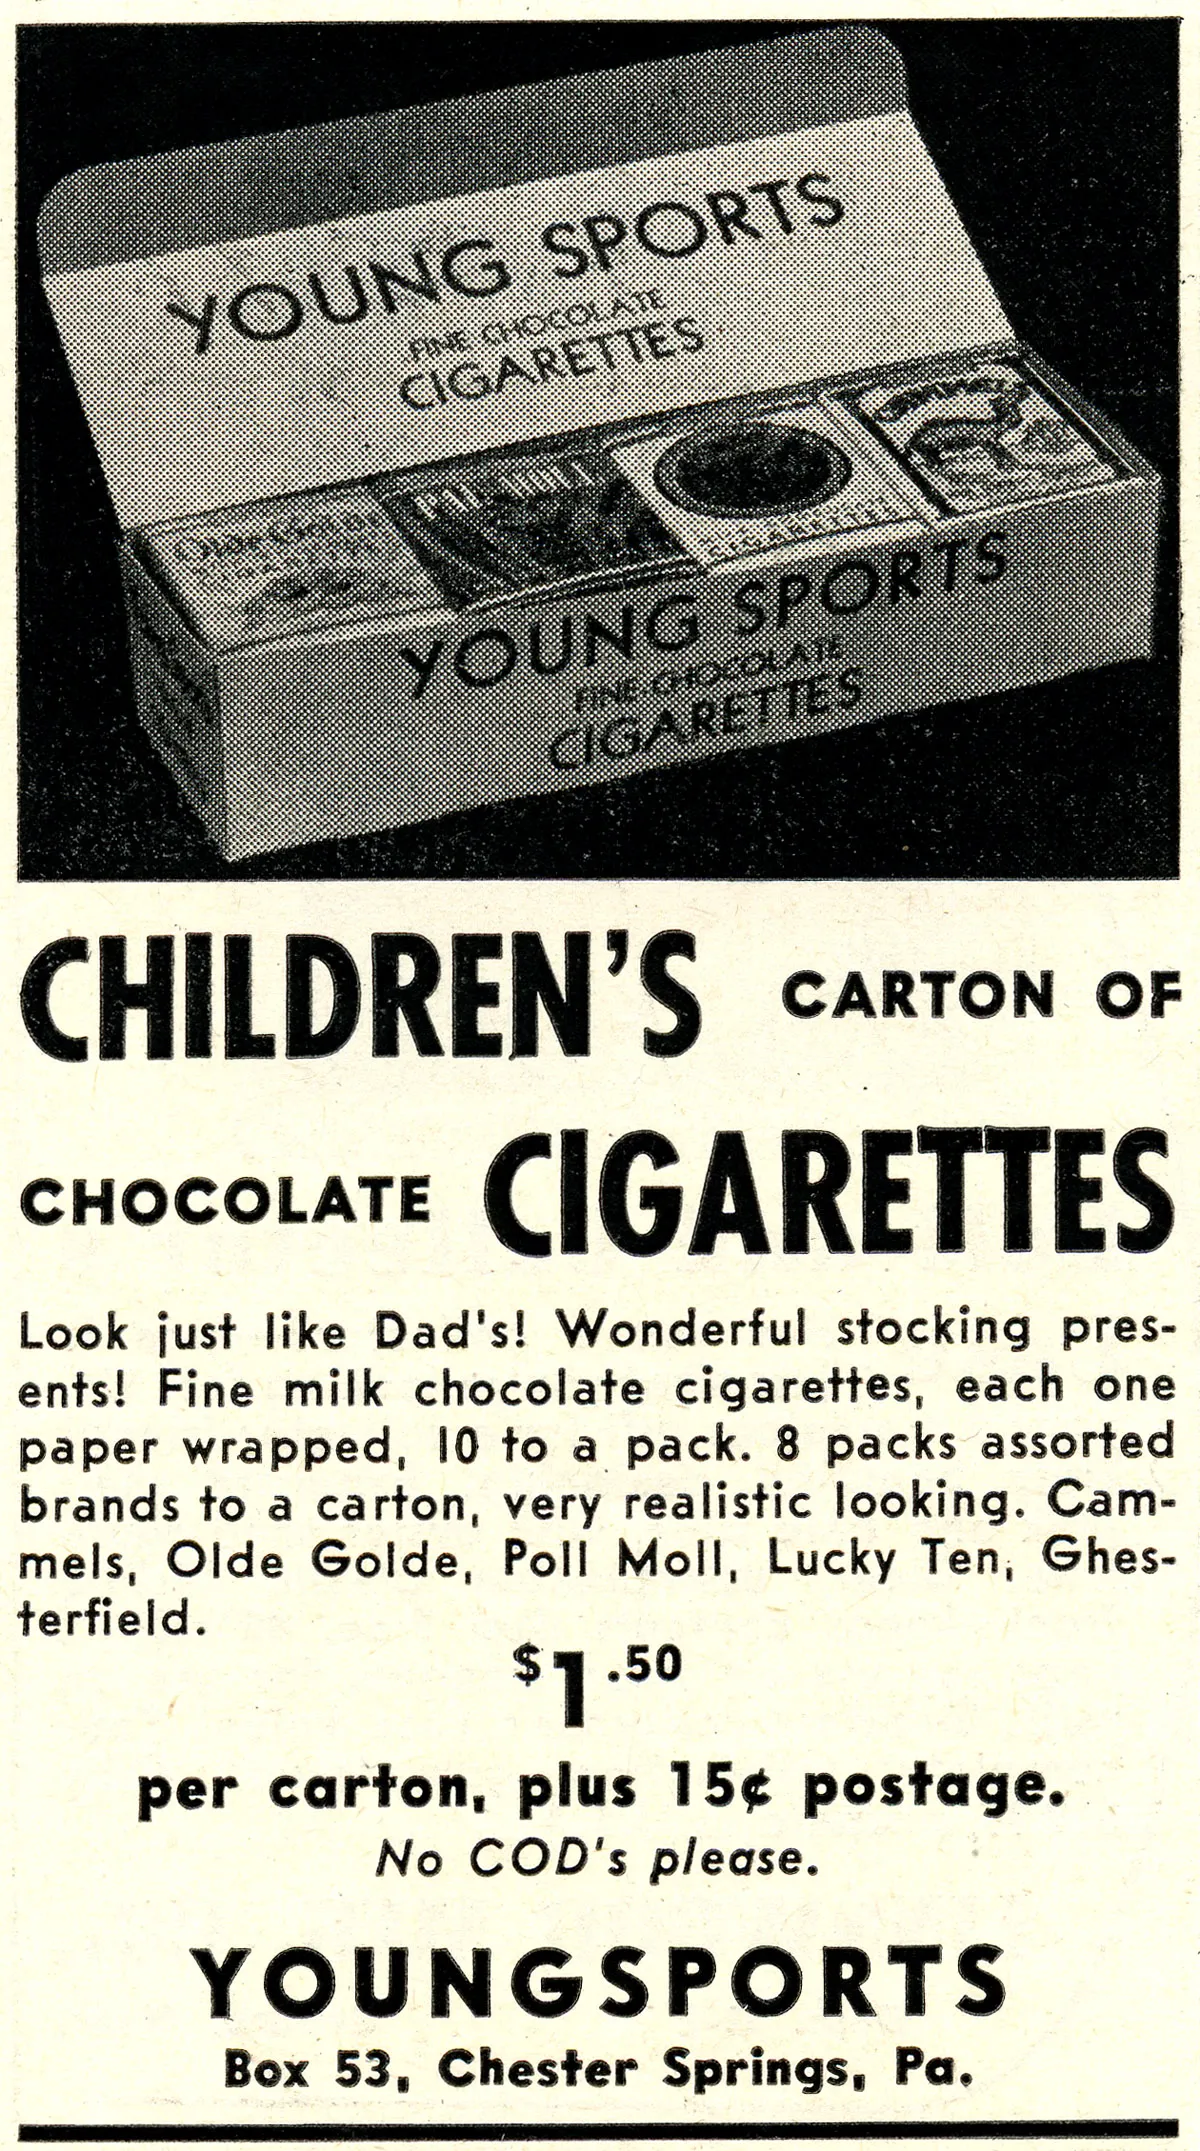 YOUNG SPORTS
FINE CHOCOLATE
CIGARETTES
Olde Golde
YOUNG SPORTS
FINE CHOCOLATE
CIGARETTES
CHILDREN'S CARTON OF
CHOCOLATE CIGARETTES
Look just like Dad's! Wonderful stocking pres-
ents! Fine milk chocolate cigarettes, each one
paper wrapped, 10 to a pack. 8 packs assorted
brands to a carton, very realistic looking. Cam-
mels, Olde Golde, Poll Moll, Lucky Ten, Ghes-
terfield.
$1.50
per carton, plus 15¢ postage.
No COD's please.
YOUNGSPORTS
Box 53, Chester Springs, Pa.